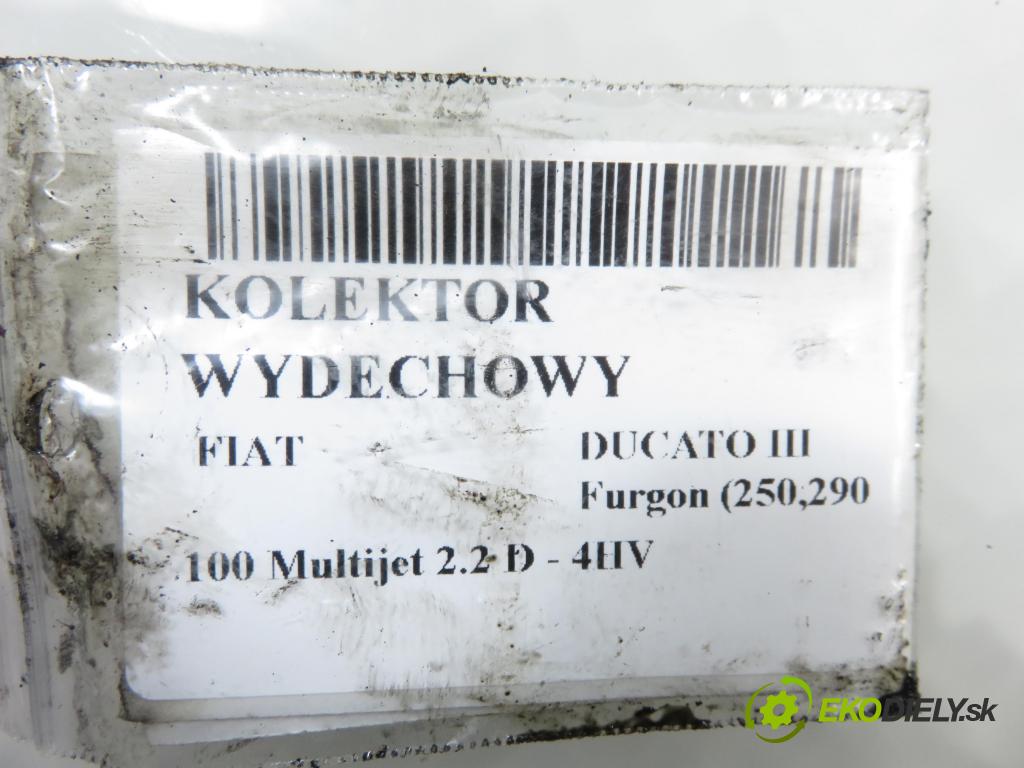 KOLEKTOR
WYDECHOWY
FIAT
DUCATO III
Furgon (250,290
100 Multijet 2.2 D - 4HV
EKODIELY.sk